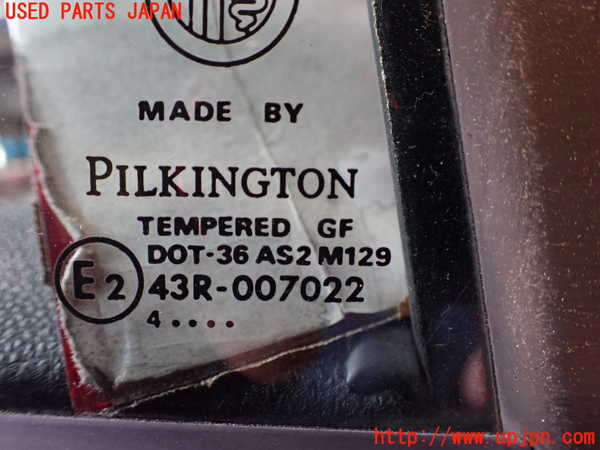 USED PARTS JAPAN
MADE BY
PILKINGTON
TEMPERED GF
DOT-36 AS2 M129
E2 43R-007022
4....
http://www.upjpn.com/